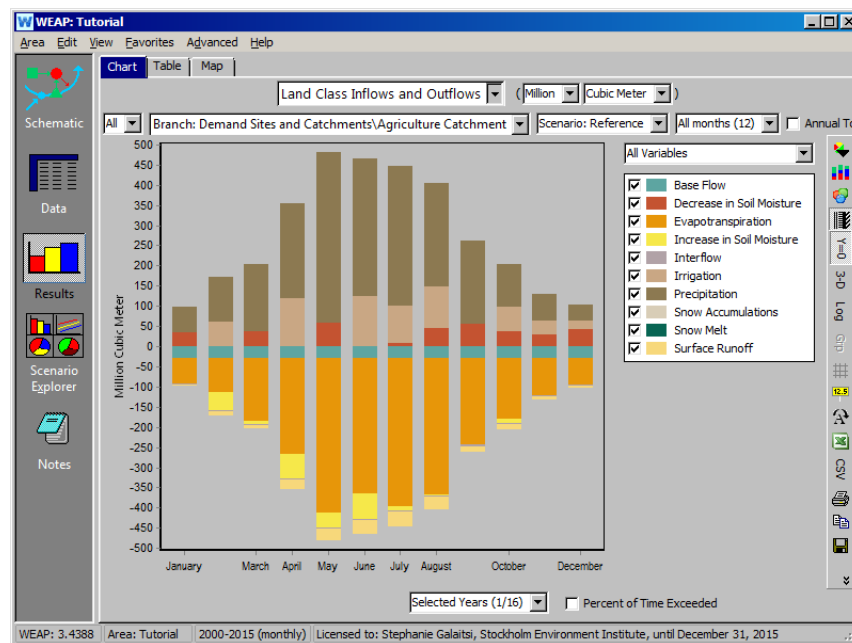 WEAP: Tutorial
Area Edit View Favorites Advanced Help
Chart Table Map
Land Class Inflows and Outflows ( Million Cubic Meter )
All Branch: Demand Sites and Catchments\Agriculture Catchment Scenario: Reference All months (12) Annual To
Schematic
Data
Results
Scenario
Explorer
Notes
All Variables
Base Flow
Decrease in Soil Moisture
Evapotranspiration
Increase in Soil Moisture
Interflow
Irrigation
Precipitation
Snow Accumulations
Snow Melt
Surface Runoff
Y=0
3-D
Log
12.5
CSV
Million Cubic Meter
500
450
400
350
300
250
200
150
100
50
0
-50
-100
-150
-200
-250
-300
-350
-400
-450
-500
January March April May June July August October December
Selected Years (1/16) Percent of Time Exceeded
WEAP: 3.4388 Area: Tutorial 2000-2015 (monthly) Licensed to: Stephanie Galaitsi, Stockholm Environment Institute, until December 31, 2015